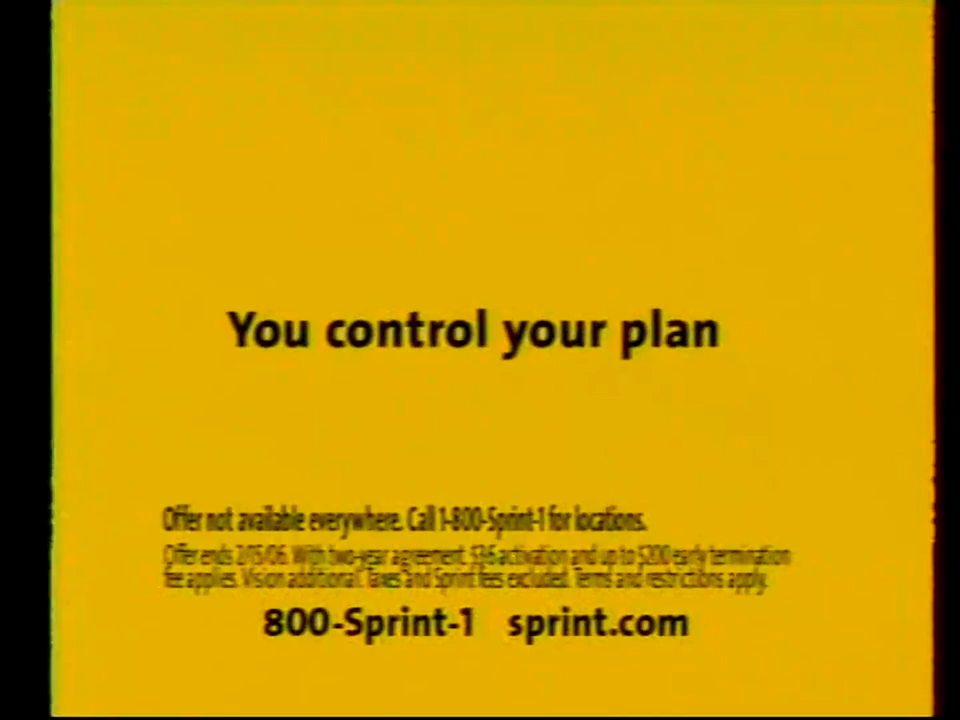 You control your plan
Offer not available everywhere. Call 1-800-Sprint-1 for locations.
Offer ends 2/15/06. With two-year agreement. $36 activation and up to $200 early termination
fee applies. Vision additional. Taxes and Sprint fees excluded. Terms and restrictions apply.
800-Sprint-1 sprint.com